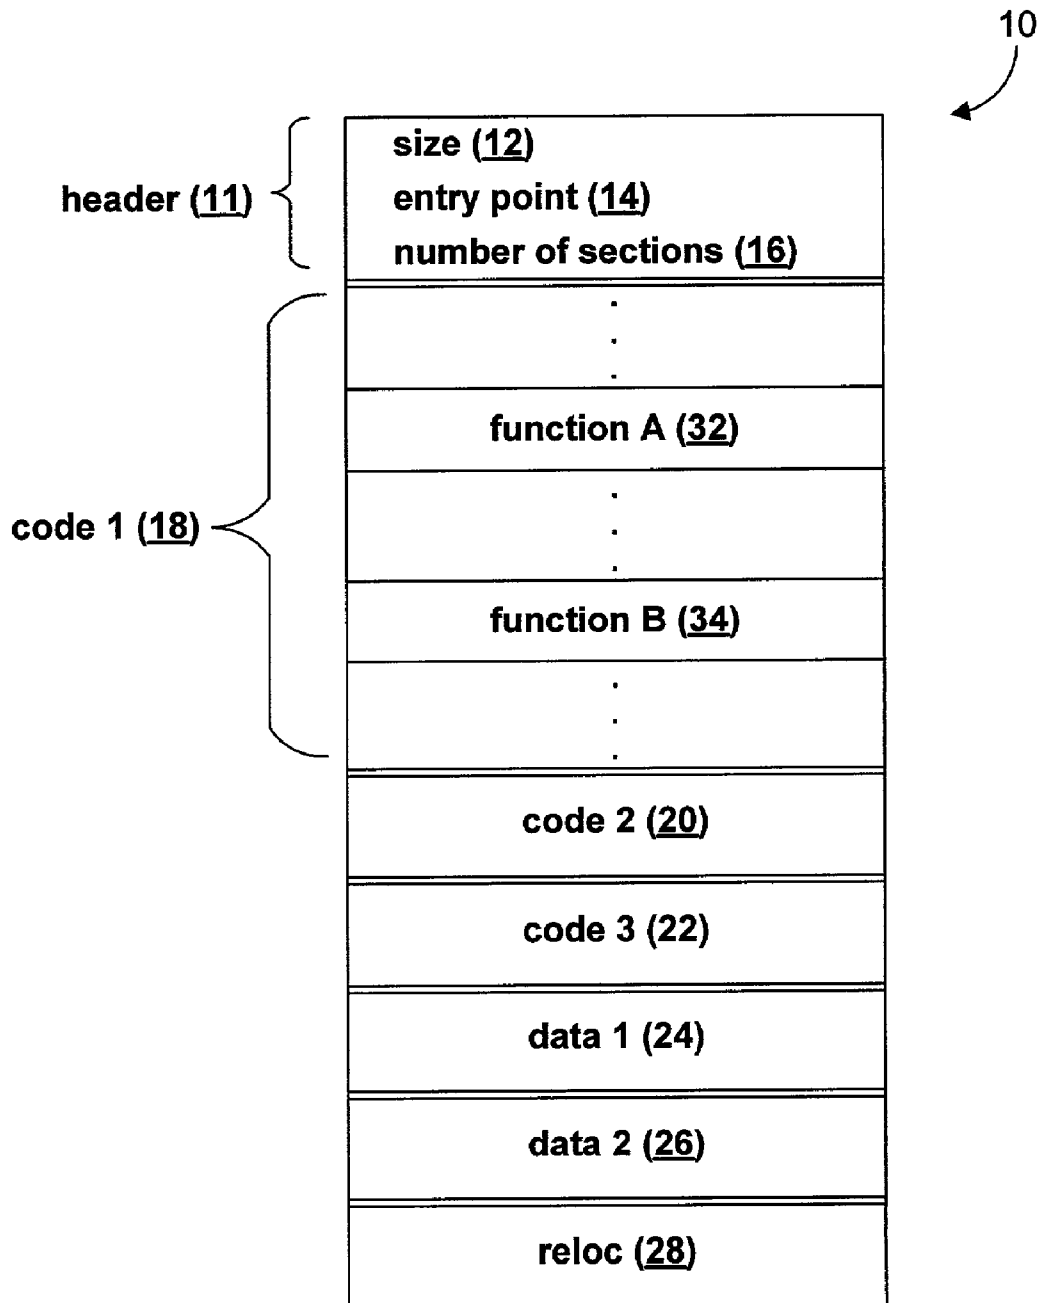 10
header (11)
size (12)
entry point (14)
number of sections (16)
.
.
.
code 1 (18)
function A (32)
.
.
.
function B (34)
.
.
.
code 2 (20)
code 3 (22)
data 1 (24)
data 2 (26)
reloc (28)